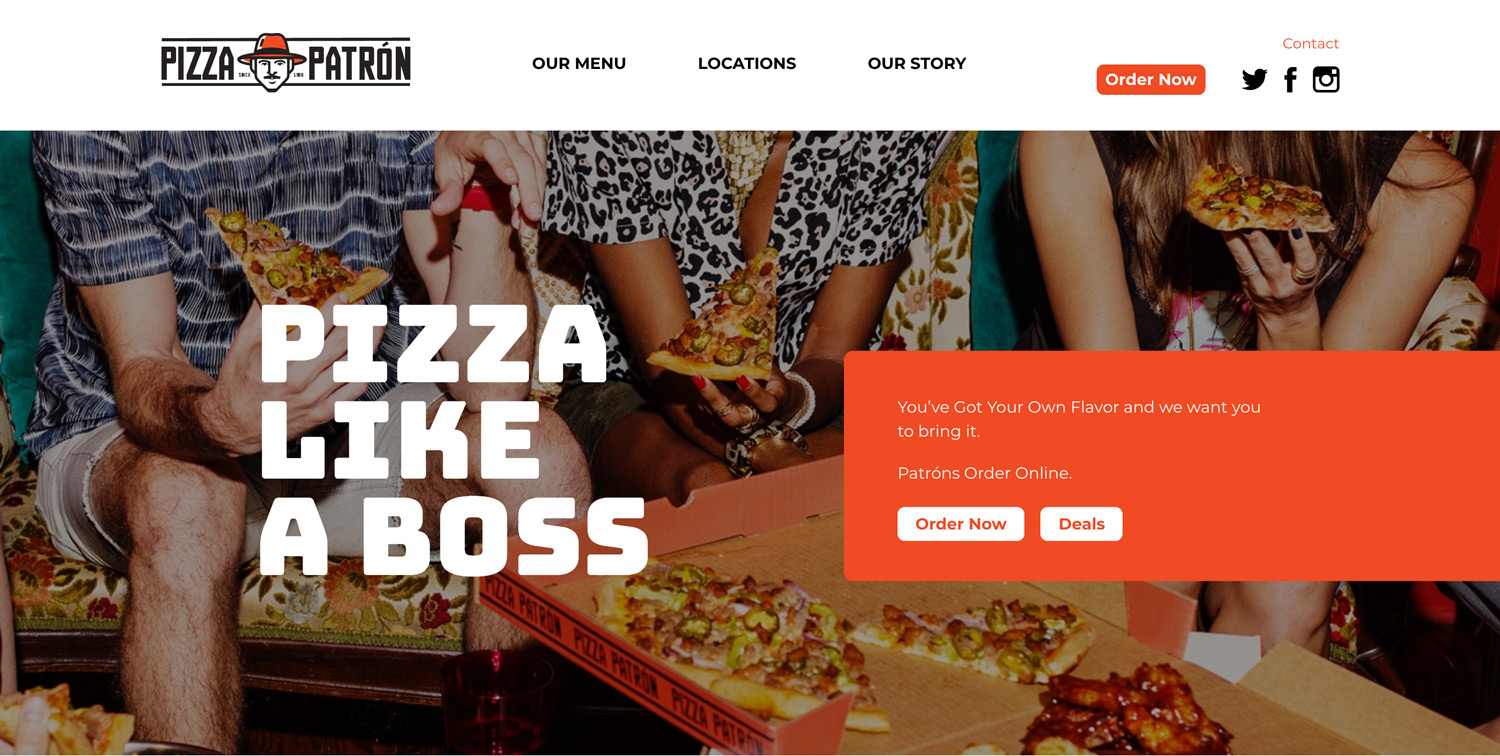 PIZZA PATRÓN
OUR MENU
LOCATIONS
OUR STORY
Contact
Order Now
PIZZA
LIKE
A BOSS
You've Got Your Own Flavor and we want you
to bring it.
Patróns Order Online.
Order Now
Deals
PIZZA PATRÓN PIZZA PATRÓN PIZZA PATRÓN